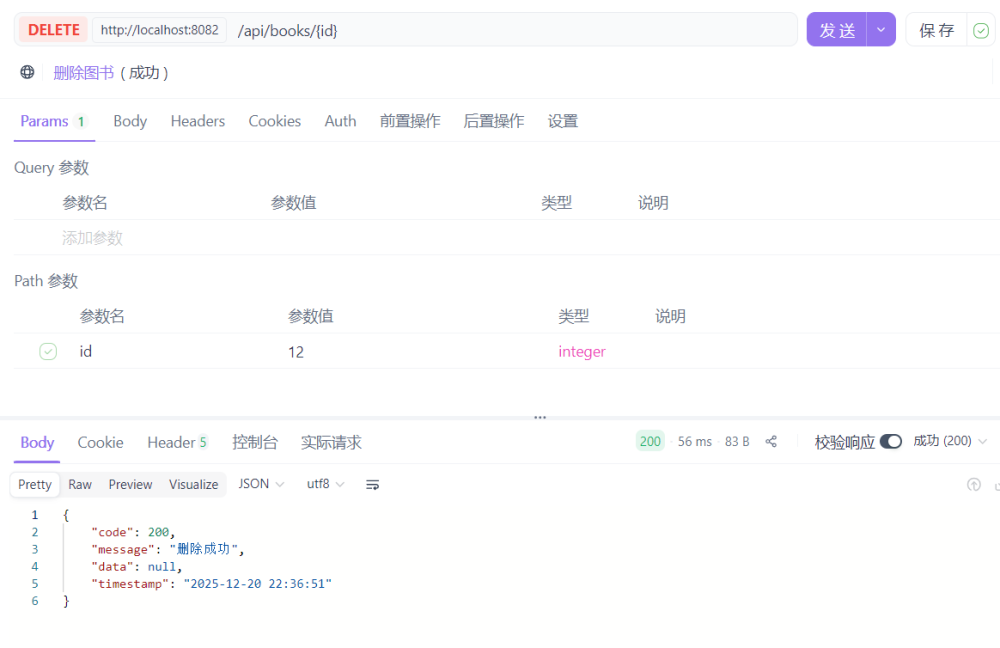 DELETE http://localhost:8082 /api/books/{id} 发 送 保 存
删除图书 ( 成功 )
Params 1 Body Headers Cookies Auth 前置操作 后置操作 设置
Query 参数
参数名 参数值 类型 说明
添加参数
Path 参数
参数名 参数值 类型 说明
id 12 integer
Body Cookie Header 5 控制台 实际请求 200 56 ms 83 B 校验响应 成功 (200)
Pretty Raw Preview Visualize JSON utf8
1 {
2 "code": 200,
3 "message": "删除成功",
4 "data": null,
5 "timestamp": "2025-12-20 22:36:51"
6 }